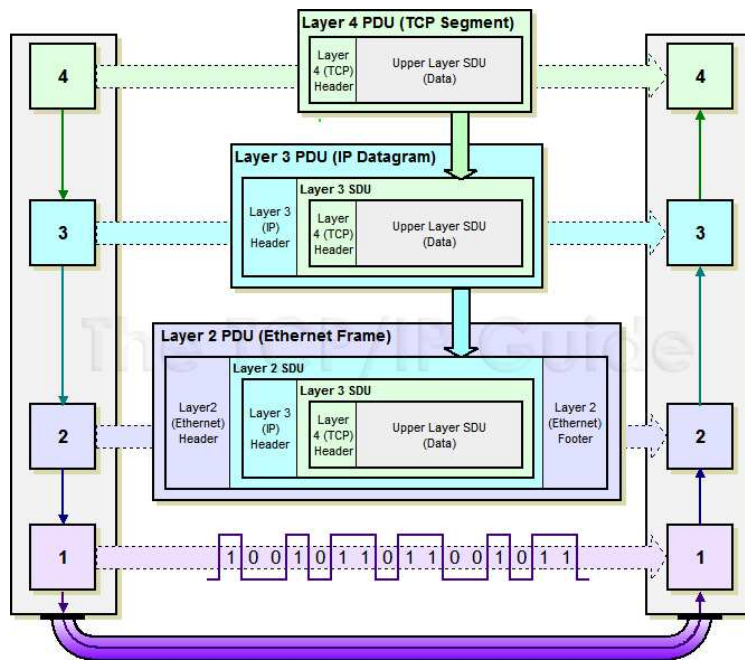 Layer 4 PDU (TCP Segment)
4
Layer
4 (TCP)
Header
Upper Layer SDU
(Data)
4
Layer 3 PDU (IP Datagram)
Layer 3 SDU
3
Layer 3
(IP)
Header
Layer
4 (TCP)
Header
Upper Layer SDU
(Data)
3
The TCP/IP Guide
Layer 2 PDU (Ethernet Frame)
Layer 2 SDU
Layer 3 SDU
2
Layer2
(Ethernet)
Header
Layer 3
(IP)
Header
Layer
4 (TCP)
Header
Upper Layer SDU
(Data)
Layer 2
(Ethernet)
Footer
2
1
1 0 0 1 0 1 1 0 1 1 0 0 1 0 1 1
1